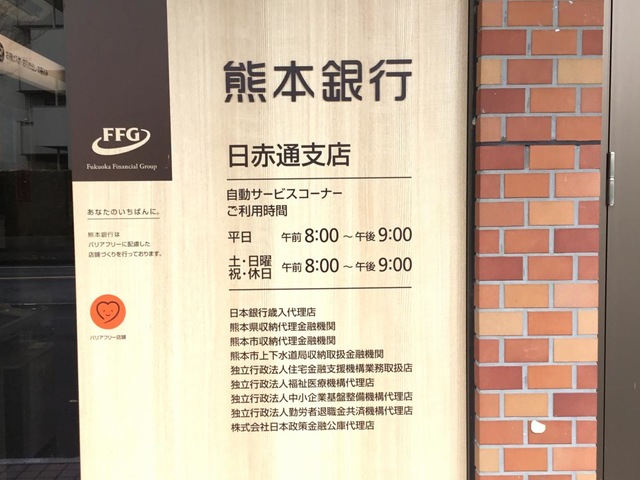 熊本銀行
FFG
Fukuoka Financial Group
日赤通支店
自動サービスコーナー
ご利用時間
平日 午前8:00～午後9:00
土・日曜
祝・休日 午前8:00～午後9:00
あなたのいちばんに。
熊本銀行は
バリアフリーに配慮した
店舗づくりを行っております。
バリアフリー店舗
日本銀行歳入代理店
熊本県収納代理金融機関
熊本市収納代理金融機関
熊本市上下水道局収納取扱金融機関
独立行政法人住宅金融支援機構業務取扱店
独立行政法人福祉医療機構代理店
独立行政法人中小企業基盤整備機構代理店
独立行政法人勤労者退職金共済機構代理店
株式会社日本政策金融公庫代理店